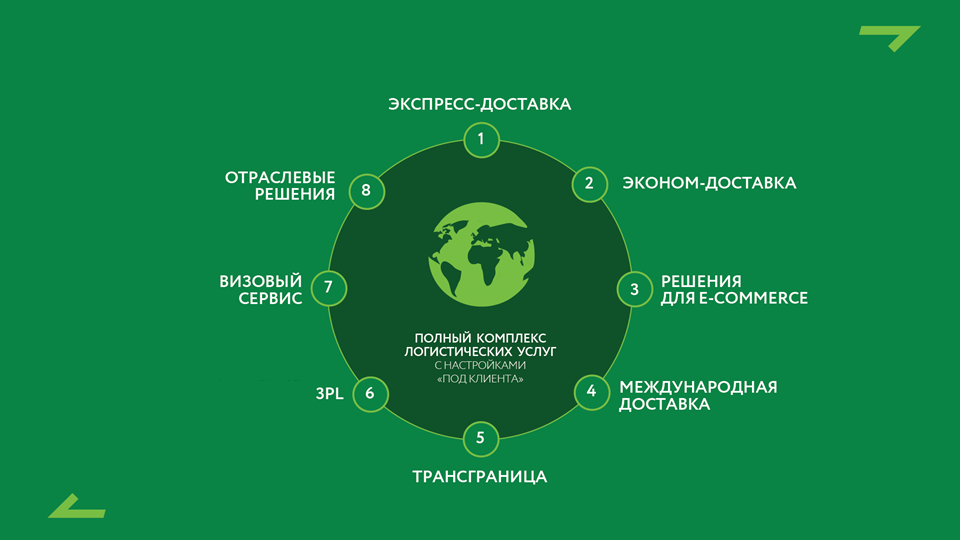 ЭКСПРЕСС-ДОСТАВКА
1
2
ЭКОНОМ-ДОСТАВКА
3
РЕШЕНИЯ
ДЛЯ E-COMMERCE
4
МЕЖДУНАРОДНАЯ
ДОСТАВКА
5
ТРАНСГРАНИЦА
3PL
6
ВИЗОВЫЙ
СЕРВИС
7
ОТРАСЛЕВЫЕ
РЕШЕНИЯ
8
ПОЛНЫЙ КОМПЛЕКС
ЛОГИСТИЧЕСКИХ УСЛУГ
С НАСТРОЙКАМИ
«ПОД КЛИЕНТА»